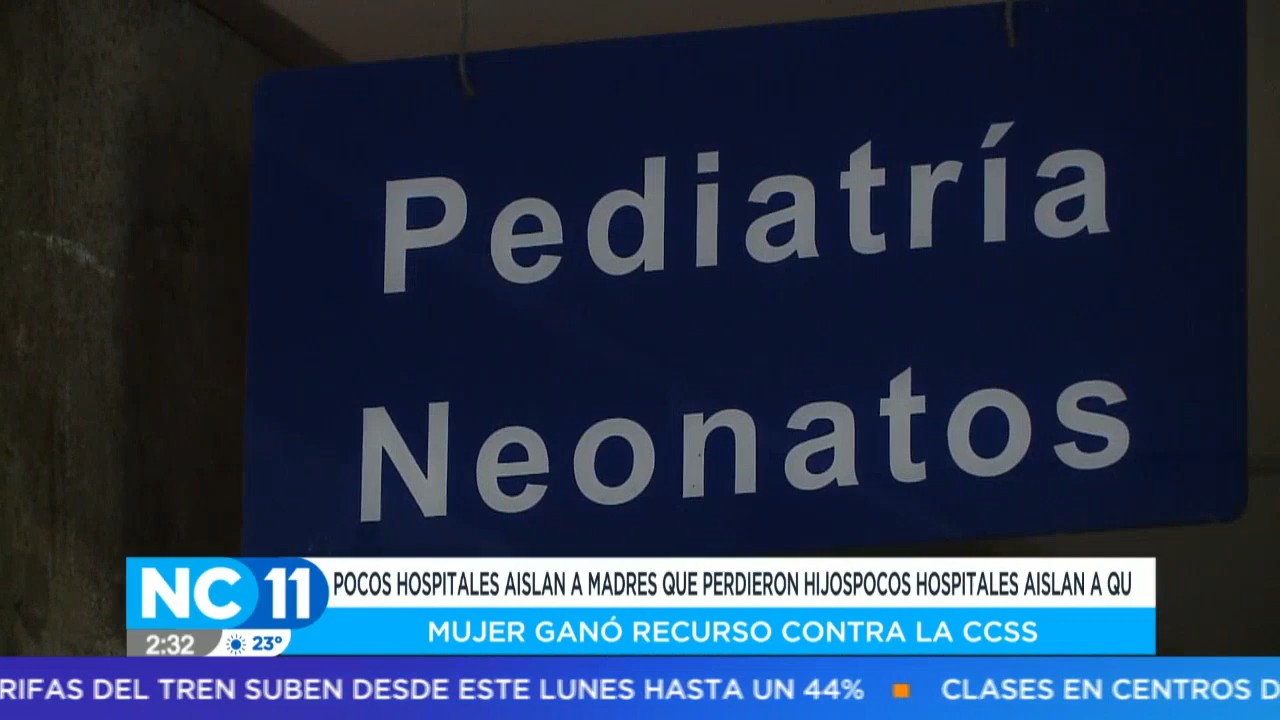 Pediatría
Neonatos
NC 11
POCOS HOSPITALES AISLAN A MADRES QUE PERDIERON HIJOSPOCOS HOSPITALES AISLAN A QU
MUJER GANÓ RECURSO CONTRA LA CCSS
2:32 23°
RIFAS DEL TREN SUBEN DESDE ESTE LUNES HASTA UN 44% CLASES EN CENTROS D